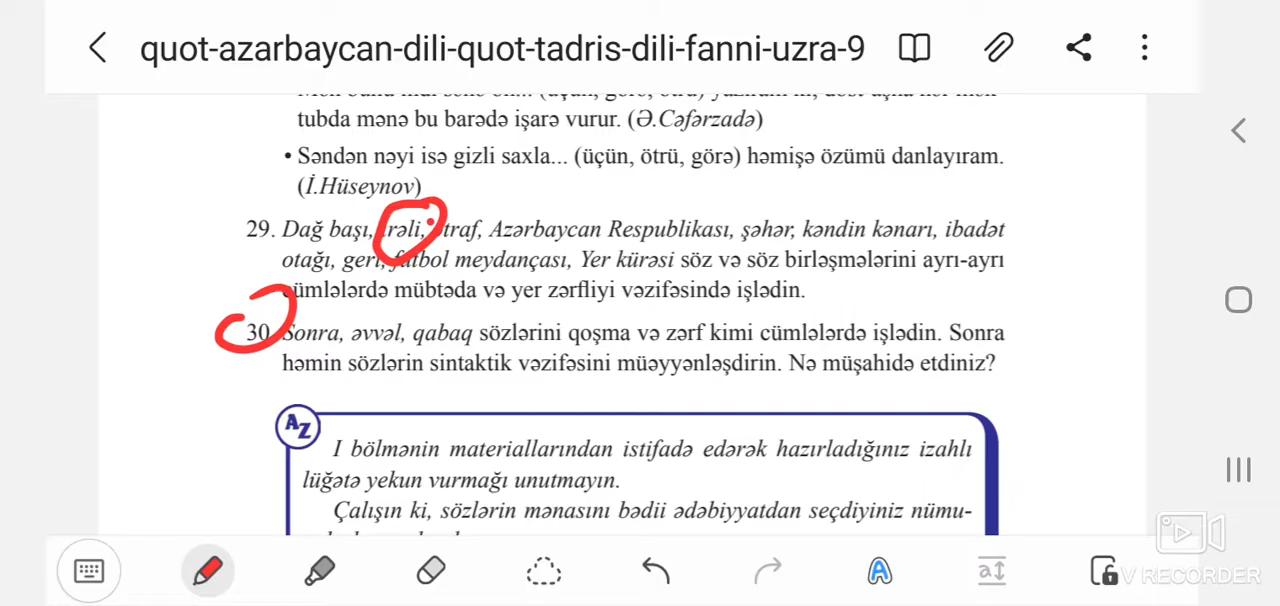 quot-azarbaycan-dili-quot-tadris-dili-fanni-uzra-9
tubda mənə bu barədə işarə vurur. (Ə.Cəfərzadə)
• Səndən nəyi isə gizli saxla... (üçün, ötrü, görə) həmişə özümü danlayıram.
(İ.Hüseynov)
29. Dağ başı, irəli, ətraf, Azərbaycan Respublikası, şəhər, kəndin kənarı, ibadət
otağı, geri, futbol meydançası, Yer kürəsi söz və söz birləşmələrini ayrı-ayrı
cümlələrdə mübtəda və yer zərfliyi vəzifəsində işlədin.
30. Sonra, əvvəl, qabaq sözlərini qoşma və zərf kimi cümlələrdə işlədin. Sonra
həmin sözlərin sintaktik vəzifəsini müəyyənləşdirin. Nə müşahidə etdiniz?
AZ
I bölmənin materiallarından istifadə edərək hazırladığınız izahlı
lüğətə yekun vurmağı unutmayın.
Çalışın ki, sözlərin mənasını bədii ədəbiyyatdan seçdiyiniz nümu-
A
a
V RECORDER